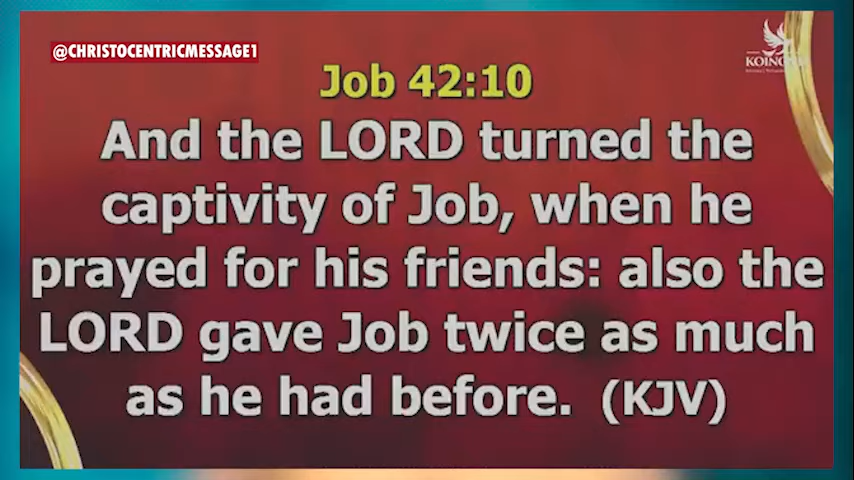 @CHRISTOCENTRICMESSAGE1
Job 42:10
And the LORD turned the
captivity of Job, when he
prayed for his friends: also the
LORD gave Job twice as much
as he had before. (KJV)